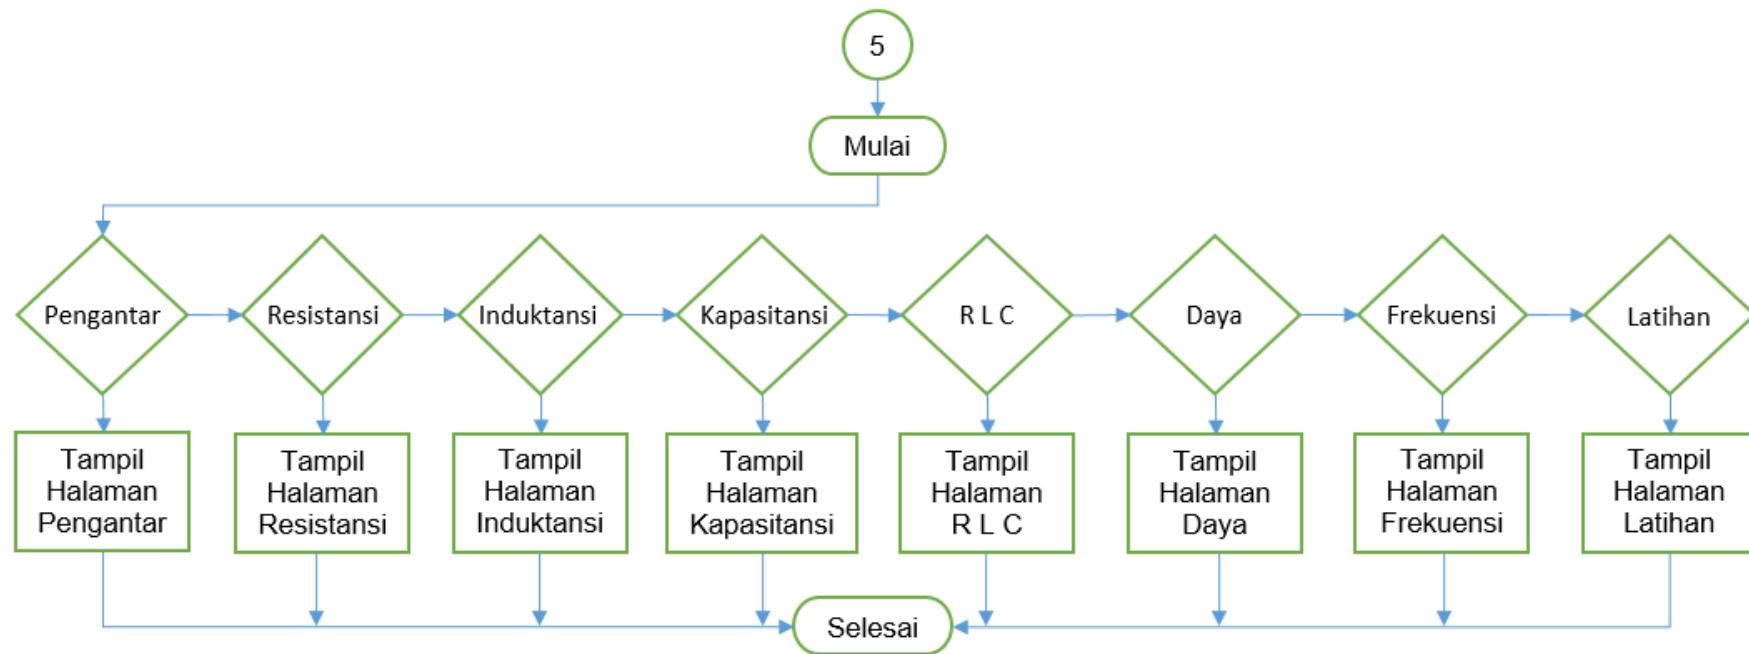 5
Mulai
Pengantar
Resistansi
Induktansi
Kapasitansi
R L C
Daya
Frekuensi
Latihan
Tampil
Halaman
Pengantar
Tampil
Halaman
Resistansi
Tampil
Halaman
Induktansi
Tampil
Halaman
Kapasitansi
Tampil
Halaman
R L C
Tampil
Halaman
Daya
Tampil
Halaman
Frekuensi
Tampil
Halaman
Latihan
Selesai